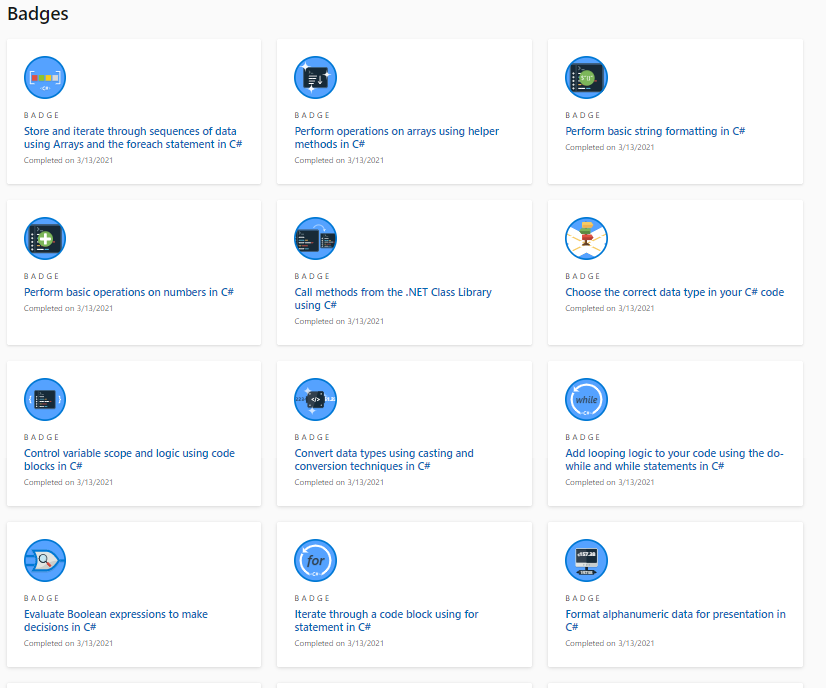 Badges
BADGE
Store and iterate through sequences of data
using Arrays and the foreach statement in C#
Completed on 3/13/2021
BADGE
Perform operations on arrays using helper
methods in C#
Completed on 3/13/2021
BADGE
Perform basic string formatting in C#
Completed on 3/13/2021
BADGE
Perform basic operations on numbers in C#
Completed on 3/13/2021
BADGE
Call methods from the .NET Class Library
using C#
Completed on 3/13/2021
BADGE
Choose the correct data type in your C# code
Completed on 3/13/2021
BADGE
Control variable scope and logic using code
blocks in C#
Completed on 3/13/2021
BADGE
Convert data types using casting and
conversion techniques in C#
Completed on 3/13/2021
while
BADGE
Add looping logic to your code using the do-
while and while statements in C#
Completed on 3/13/2021
BADGE
Evaluate Boolean expressions to make
decisions in C#
Completed on 3/13/2021
for
BADGE
Iterate through a code block using for
statement in C#
Completed on 3/13/2021
BADGE
Format alphanumeric data for presentation in
C#
Completed on 3/13/2021